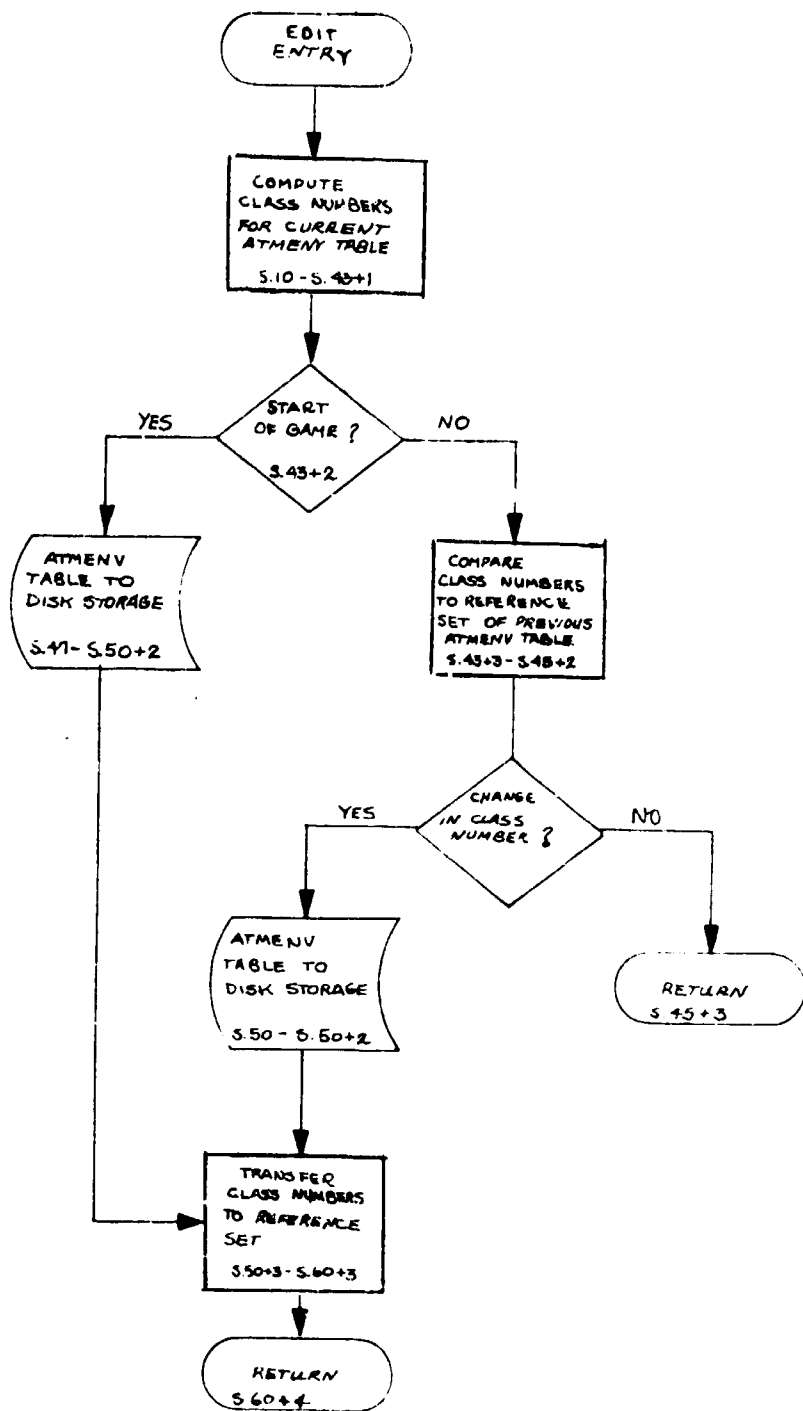 EDIT
ENTRY
COMPUTE
CLASS NUMBERS
FOR CURRENT
ATMENV TABLE
S.10 - S.43+1
START
OF GAME ?
S.43+2
YES
NO
ATMENV
TABLE TO
DISK STORAGE
S.47 - S.50+2
COMPARE
CLASS NUMBERS
TO REFERENCE
SET OF PREVIOUS
ATMENV TABLE
S.43+3 - S.45+2
CHANGE
IN CLASS
NUMBER ?
YES
NO
ATMENV
TABLE TO
DISK STORAGE
S.50 - S.50+2
RETURN
S.45+3
TRANSFER
CLASS NUMBERS
TO REFERENCE
SET
S.50+3 - S.60+3
RETURN
S.60+4